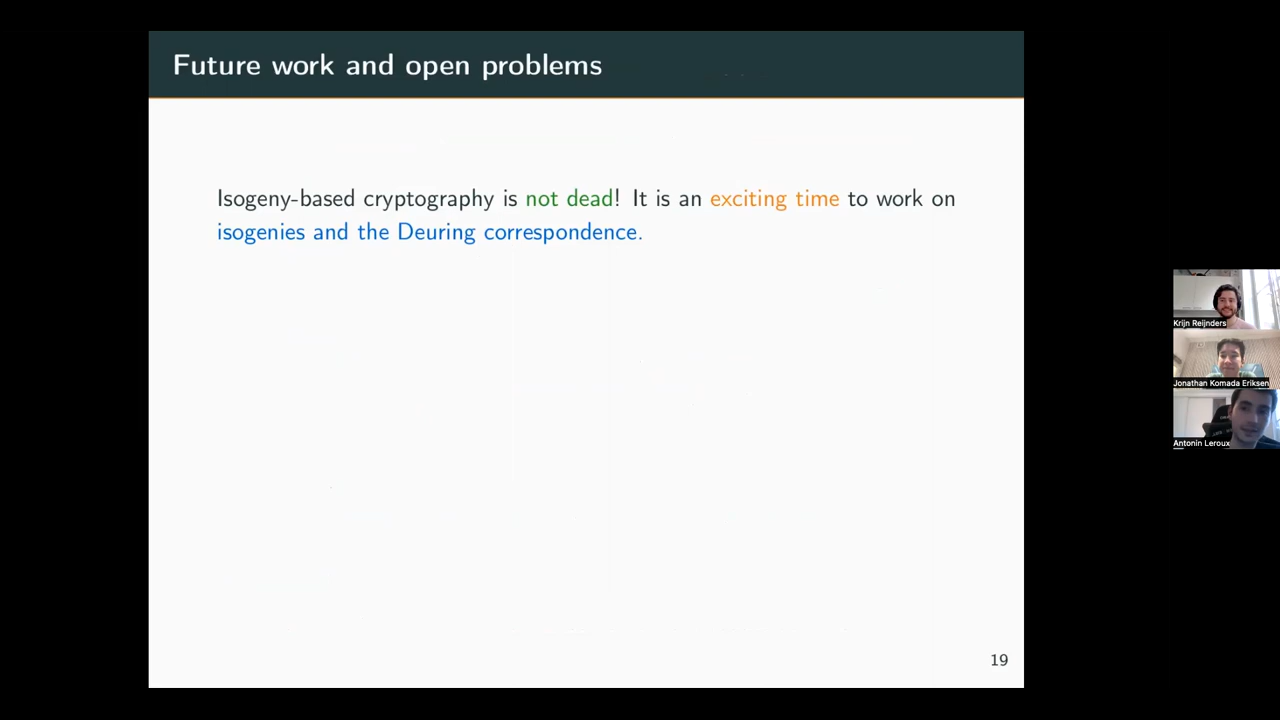 Future work and open problems
Isogeny-based cryptography is not dead! It is an exciting time to work on
isogenies and the Deuring correspondence.
Krijn Reijnders
Jonathan Komada Eriksen
Antonin Leroux
19